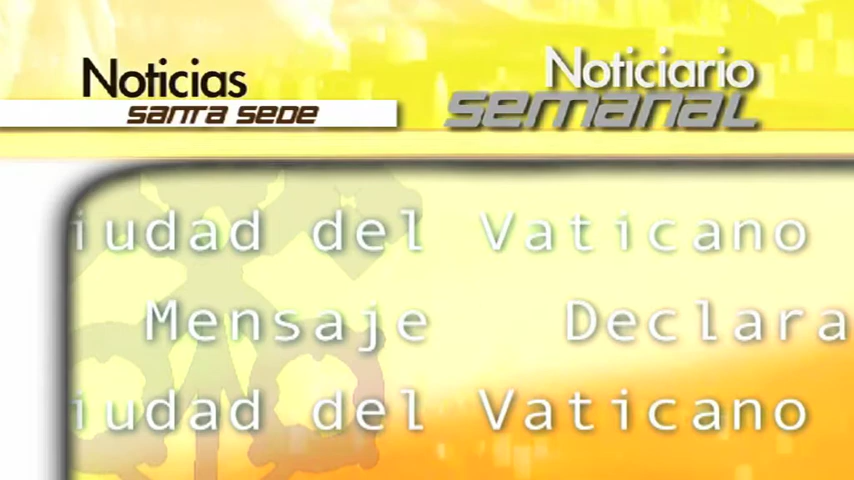 Noticias
SANTA SEDE
Noticiario
SEMANAL
iudad del Vaticano
Mensaje Declara
iudad del Vaticano